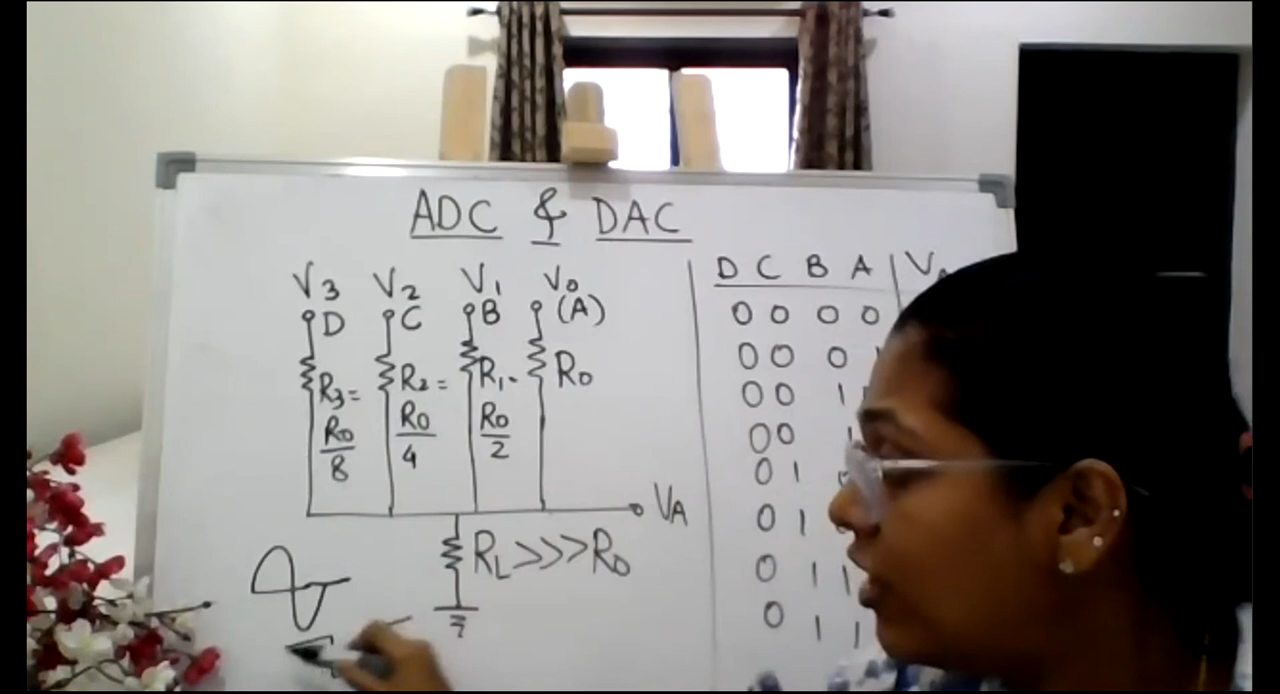 ADC & DAC
V3 V2 V1 V0
D C B (A)
R3= R2= R1- R0
R0/8 R0/4 R0/2
VA
RL>>>R0
D C B A
0 0 0 0
0 0 0
0 0 1
0 0
0 1
0 1
0 1 1
0 1 1